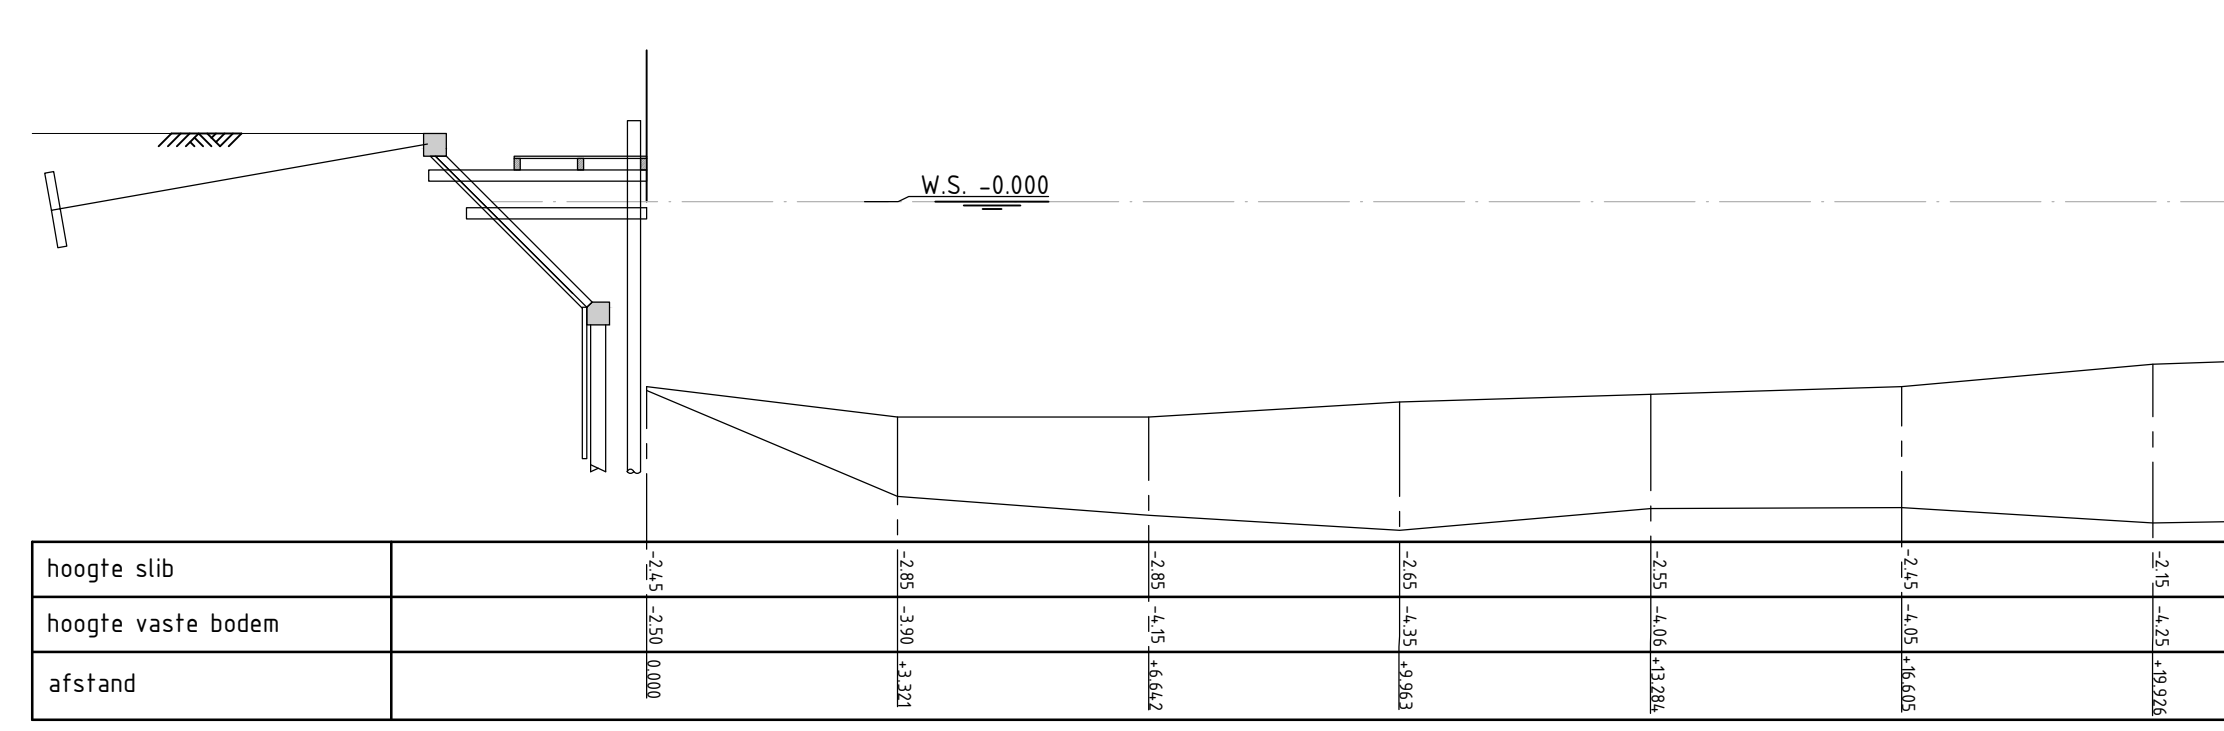 W.S. -0.000
hoogte slib -2.45 -2.85 -2.85 -2.65 -2.55 -2.45 -2.15
hoogte vaste bodem -2.50 -3.90 -4.15 -4.35 -4.06 -4.05 -4.25
afstand 0.000 +3.321 +6.642 +9.963 +13.284 +16.605 +19.926